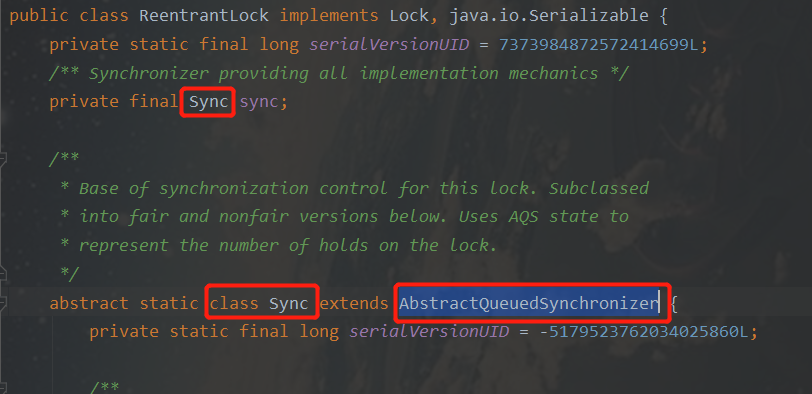 public class ReentrantLock implements Lock, java.io.Serializable {
private static final long serialVersionUID = 7373984872572414699L;
/** Synchronizer providing all implementation mechanics */
private final Sync sync;
/**
* Base of synchronization control for this lock. Subclassed
* into fair and nonfair versions below. Uses AQS state to
* represent the number of holds on the lock.
*/
abstract static class Sync extends AbstractQueuedSynchronizer {
private static final long serialVersionUID = -5179523762034025860L;
/**